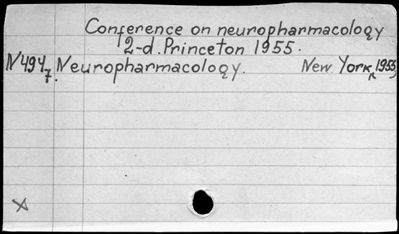 Conference on neuropharmacology
2-d. Princeton 1955.
N494 Neuropharmacology. New York, 1955,
7.